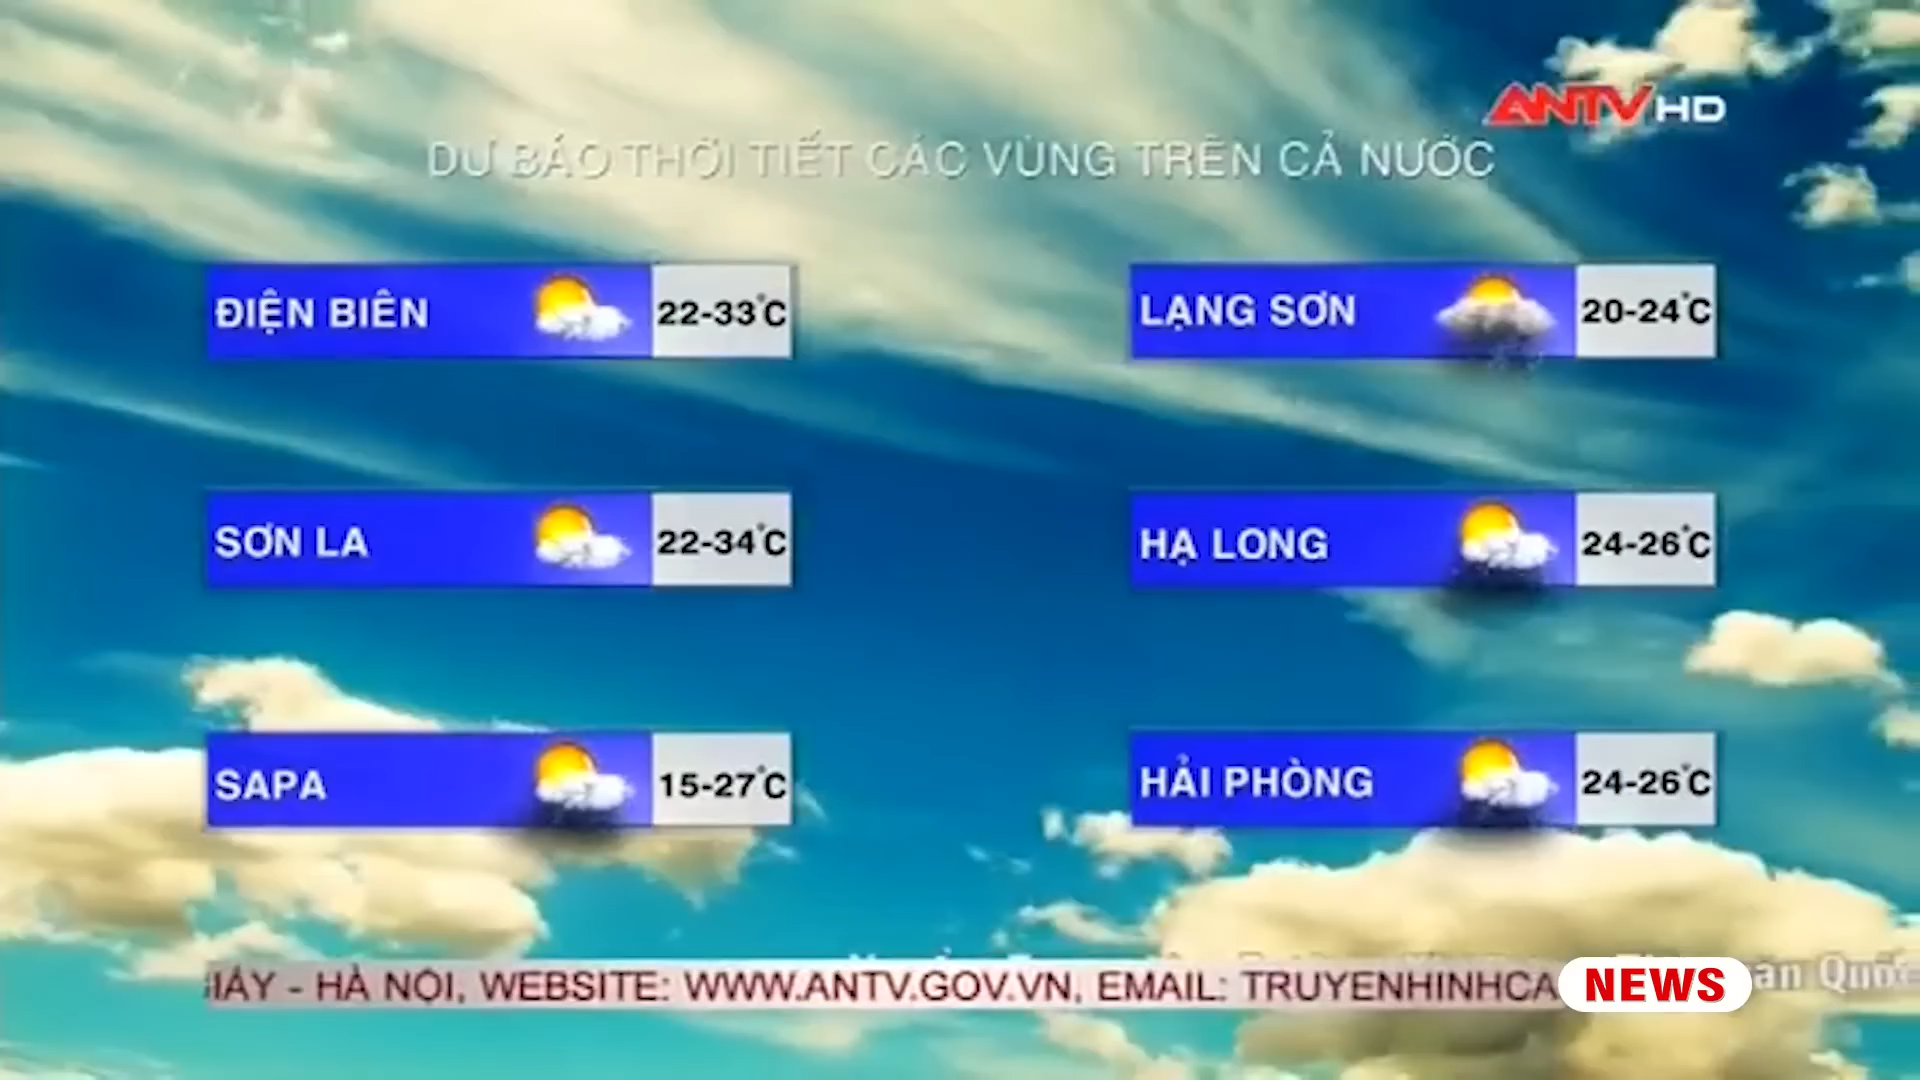 ANTV HD
DỰ BÁO THỜI TIẾT CÁC VÙNG TRÊN CẢ NƯỚC
ĐIỆN BIÊN 22-33°C
LẠNG SƠN 20-24°C
SƠN LA 22-34°C
HẠ LONG 24-26°C
SAPA 15-27°C
HẢI PHÒNG 24-26°C
GIẤY - HÀ NỘI, WEBSITE: WWW.ANTV.GOV.VN, EMAIL: TRUYENHINHCA
NEWS